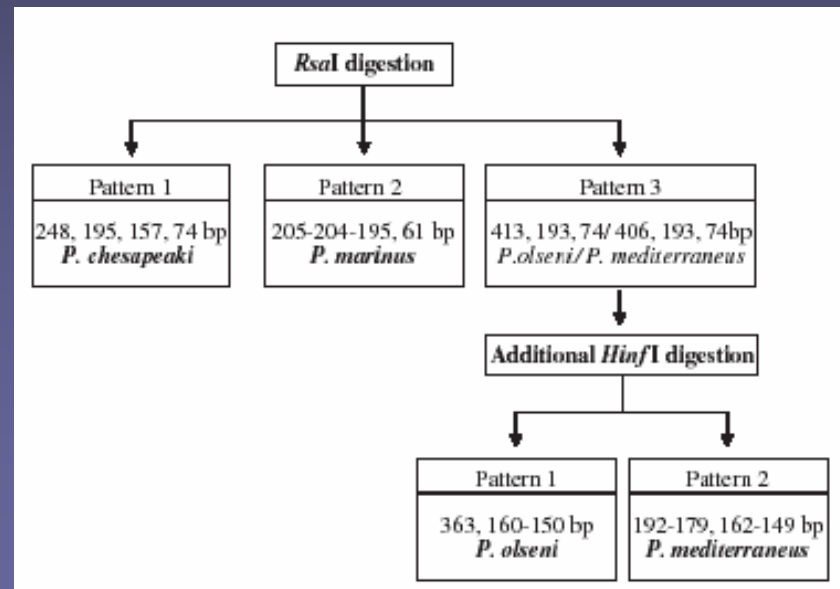 RsaI digestion
Pattern 1
248, 195, 157, 74 bp
P. chesapeaki
Pattern 2
205-204-195, 61 bp
P. marinus
Pattern 3
413, 193, 74/ 406, 193, 74bp
P.olseni/ P. mediterraneus
Additional HinfI digestion
Pattern 1
363, 160-150 bp
P. olseni
Pattern 2
192-179, 162-149 bp
P. mediterraneus